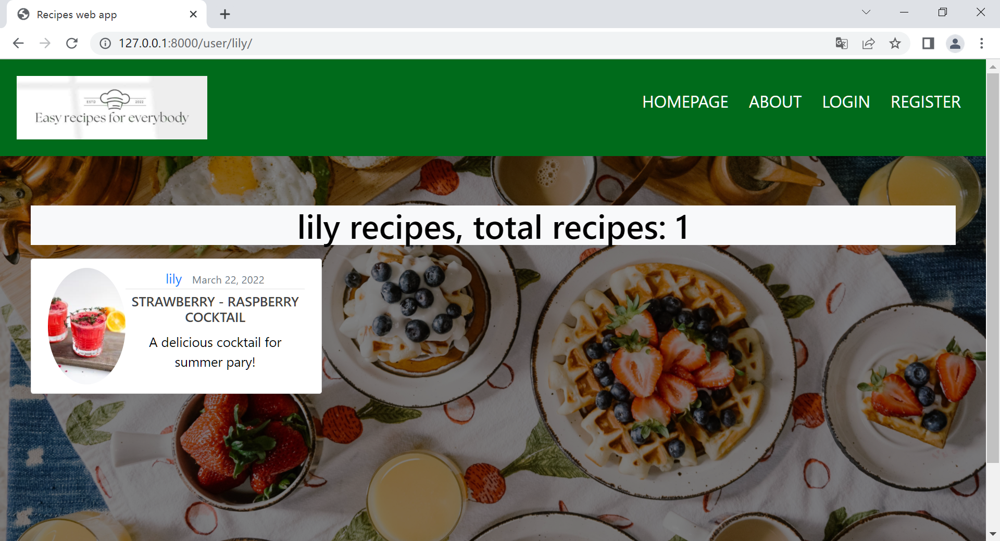 Recipes web app
127.0.0.1:8000/user/lily/
ESTD 2022
Easy recipes for everybody
HOMEPAGE ABOUT LOGIN REGISTER
lily recipes, total recipes: 1
lily March 22, 2022
STRAWBERRY - RASPBERRY
COCKTAIL
A delicious cocktail for
summer pary!